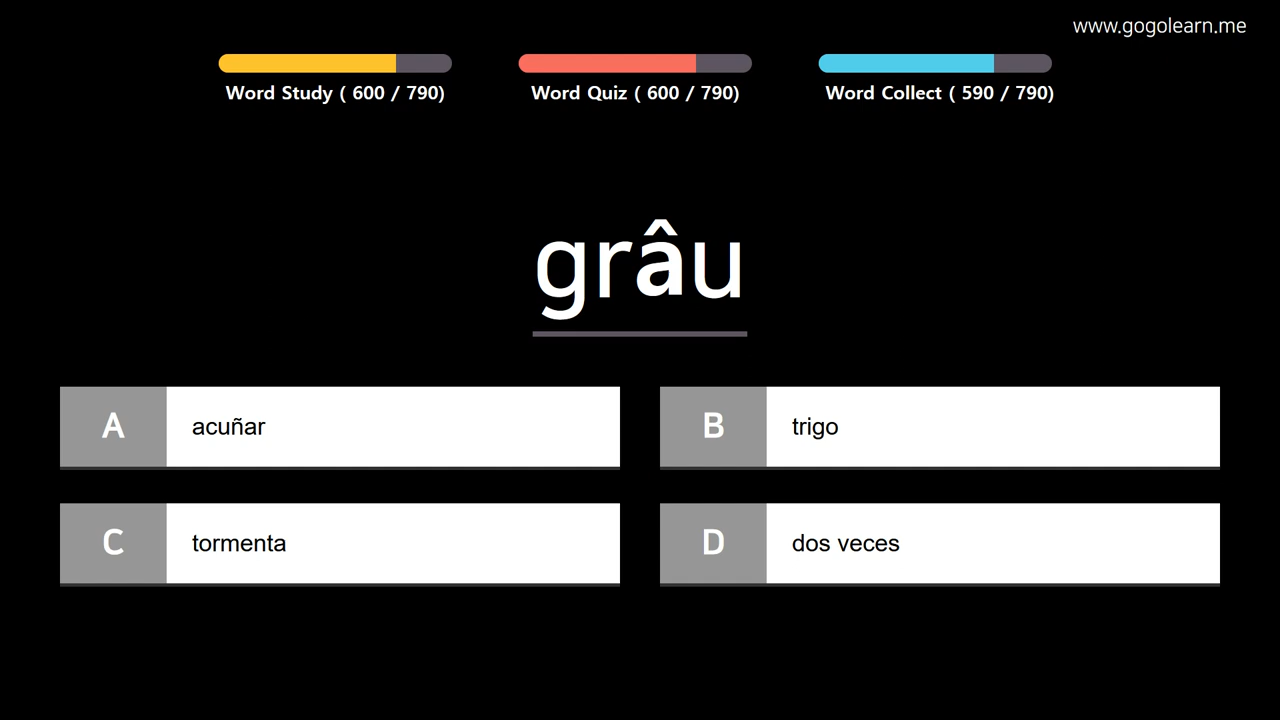 www.gogolearn.me
Word Study ( 600 / 790)
Word Quiz ( 600 / 790)
Word Collect ( 590 / 790)
grâu
A acuñar
B trigo
C tormenta
D dos veces